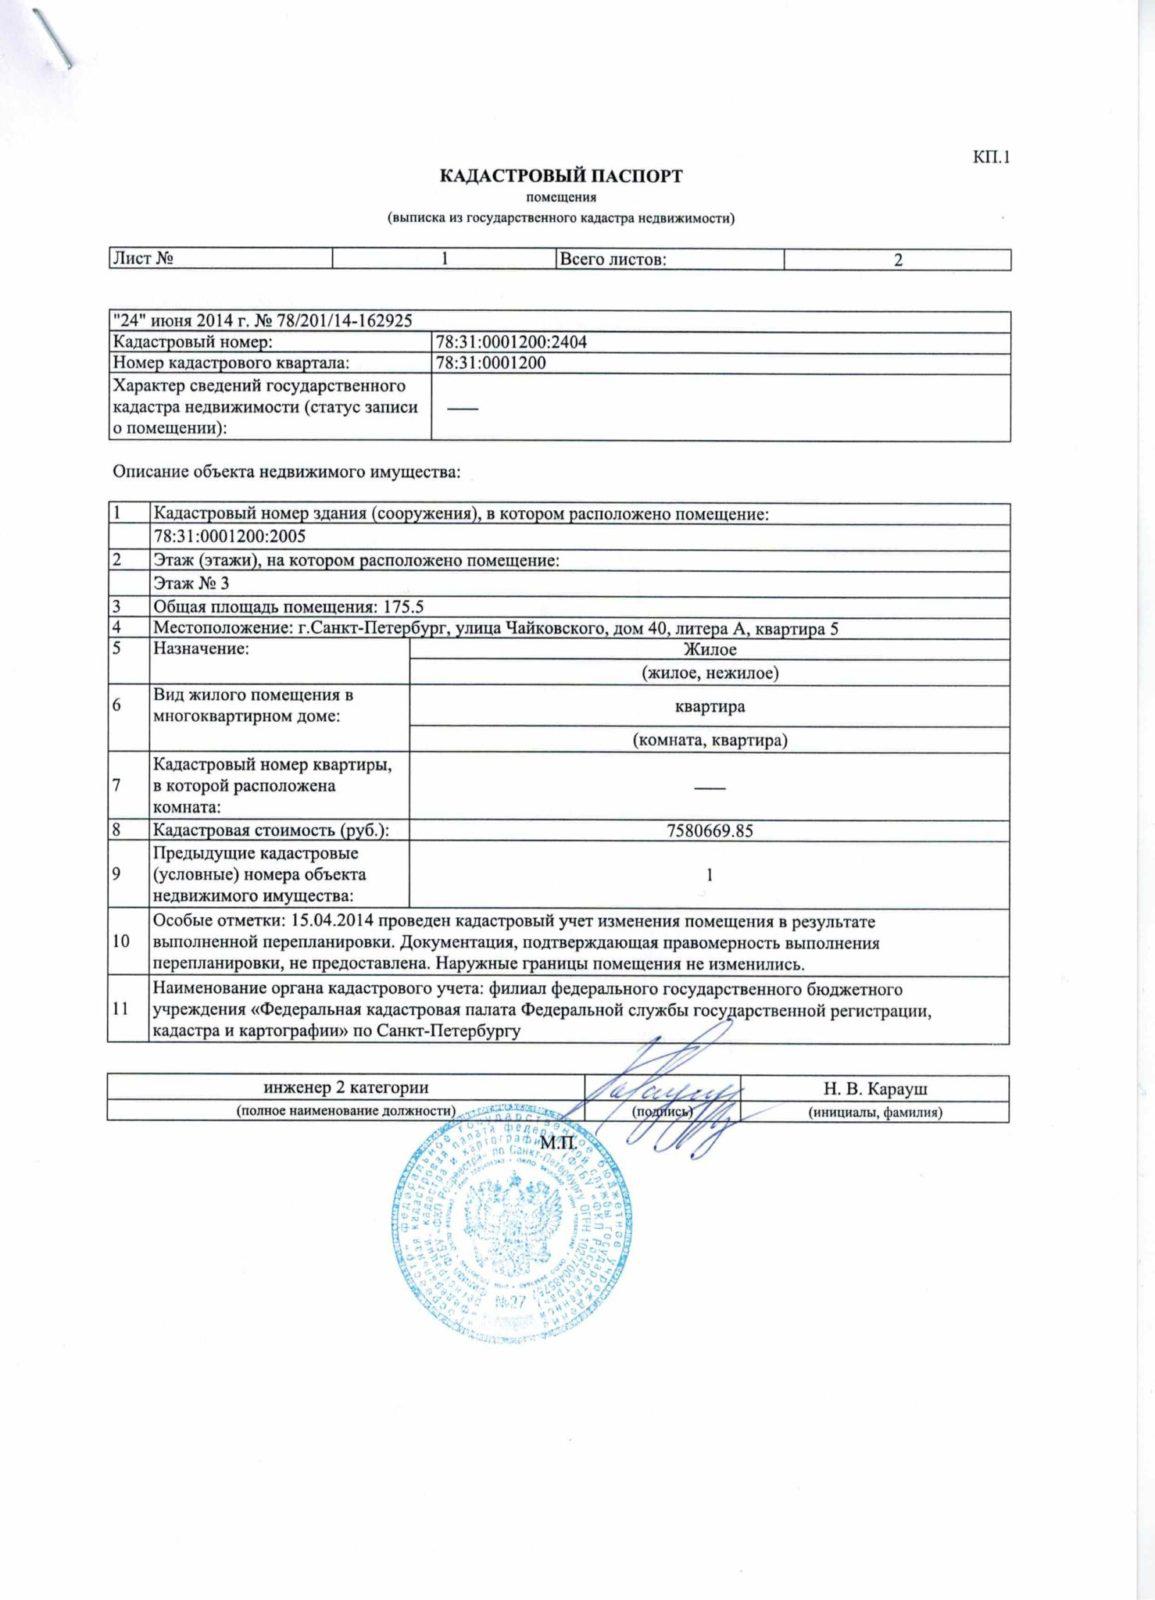 КП.1
КАДАСТРОВЫЙ ПАСПОРТ
помещения
(выписка из государственного кадастра недвижимости)
Лист № 1 Всего листов: 2
"24" июня 2014 г. № 78/201/14-162925
Кадастровый номер: 78:31:0001200:2404
Номер кадастрового квартала: 78:31:0001200
Характер сведений государственного
кадастра недвижимости (статус записи
о помещении): —
Описание объекта недвижимого имущества:
1 Кадастровый номер здания (сооружения), в котором расположено помещение:
78:31:0001200:2005
2 Этаж (этажи), на котором расположено помещение:
Этаж № 3
3 Общая площадь помещения: 175.5
4 Местоположение: г.Санкт-Петербург, улица Чайковского, дом 40, литера А, квартира 5
5 Назначение: Жилое
(жилое, нежилое)
6 Вид жилого помещения в
многоквартирном доме:
квартира
(комната, квартира)
7 Кадастровый номер квартиры,
в которой расположена
комната:
—
8 Кадастровая стоимость (руб.): 7580669.85
9 Предыдущие кадастровые
(условные) номера объекта
недвижимого имущества:
1
10 Особые отметки: 15.04.2014 проведен кадастровый учет изменения помещения в результате
выполненной перепланировки. Документация, подтверждающая правомерность выполнения
перепланировки, не предоставлена. Наружные границы помещения не изменились.
11 Наименование органа кадастрового учета: филиал федерального государственного бюджетного
учреждения «Федеральная кадастровая палата Федеральной службы государственной регистрации,
кадастра и картографии» по Санкт-Петербургу
инженер 2 категории Н. В. Карауш
(полное наименование должности) (подпись) (инициалы, фамилия)
М.П.
№27